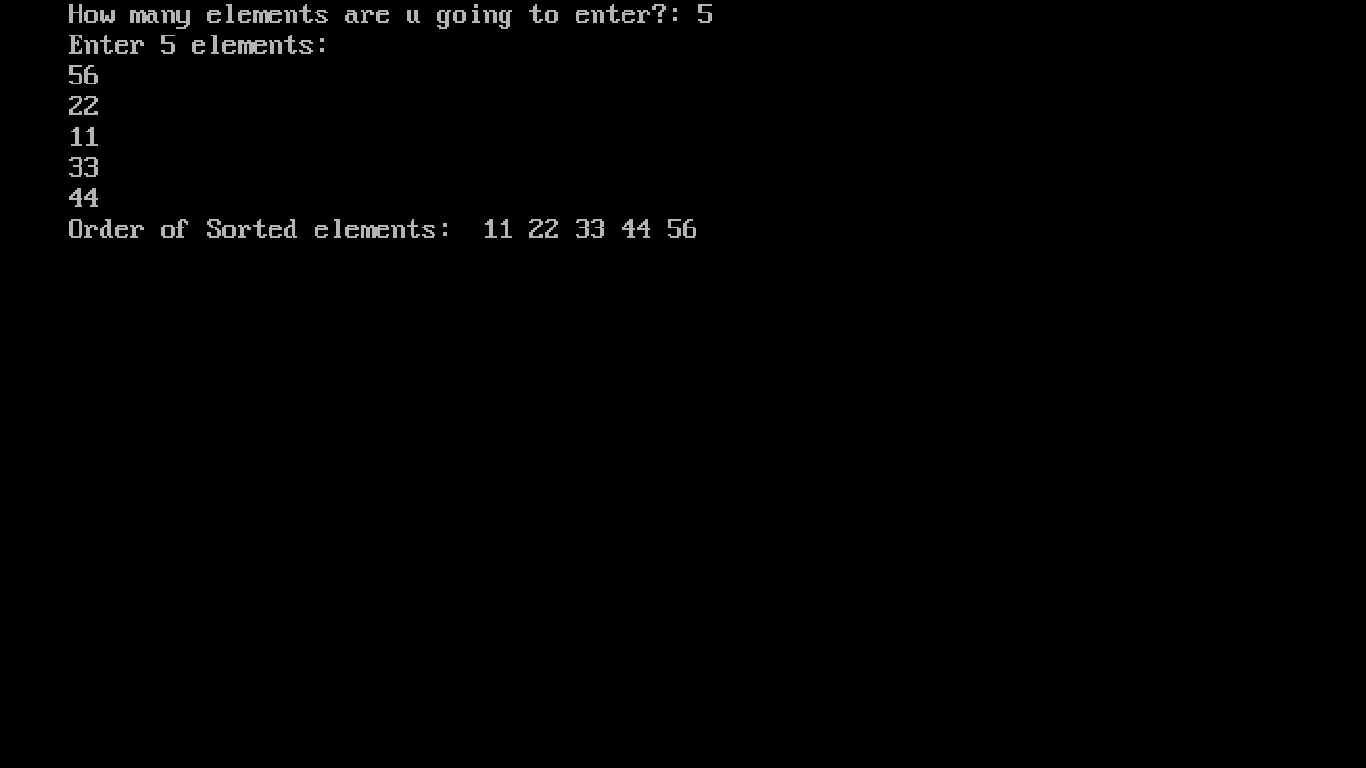 How many elements are u going to enter?: 5
Enter 5 elements:
56
22
11
33
44
Order of Sorted elements:  11 22 33 44 56